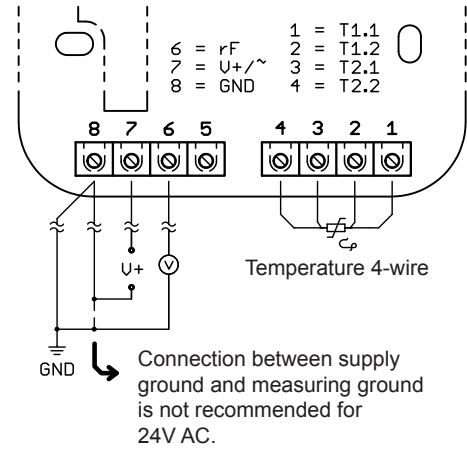 6 = rF
7 = V+/~
8 = GND
1 = T1.1
2 = T1.2
3 = T2.1
4 = T2.2
8 7 6 5 4 3 2 1
V+
V
Temperature 4-wire
GND
Connection between supply
ground and measuring ground
is not recommended for
24V AC.